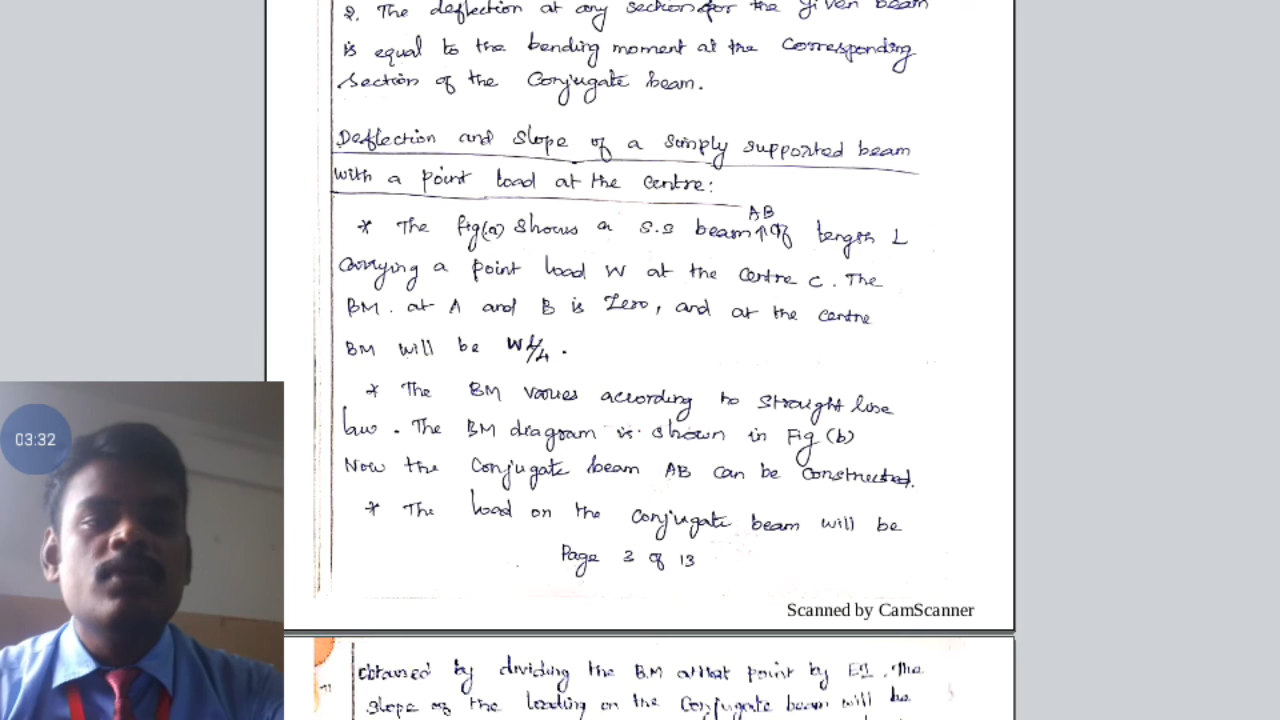 2. The deflection at any section for the given beam
is equal to the bending moment at the corresponding
section of the Conjugate beam.
Deflection and slope of a simply supported beam
with a point load at the centre:
AB
* The fig(a) shows a S.S beam ↑ of length L
carrying a point load W at the centre C. The
BM. at A and B is Zero, and at the centre
BM will be WL/4.
* The BM varies according to straight line
law. The BM diagram is shown in Fig (b)
Now the Conjugate beam AB can be constructed.
* The load on the conjugate beam will be
Page 3 of 13
Scanned by CamScanner
03:32
obtained by dividing the BM at that point by EI. The
slope of the loading on the Conjugate beam will be